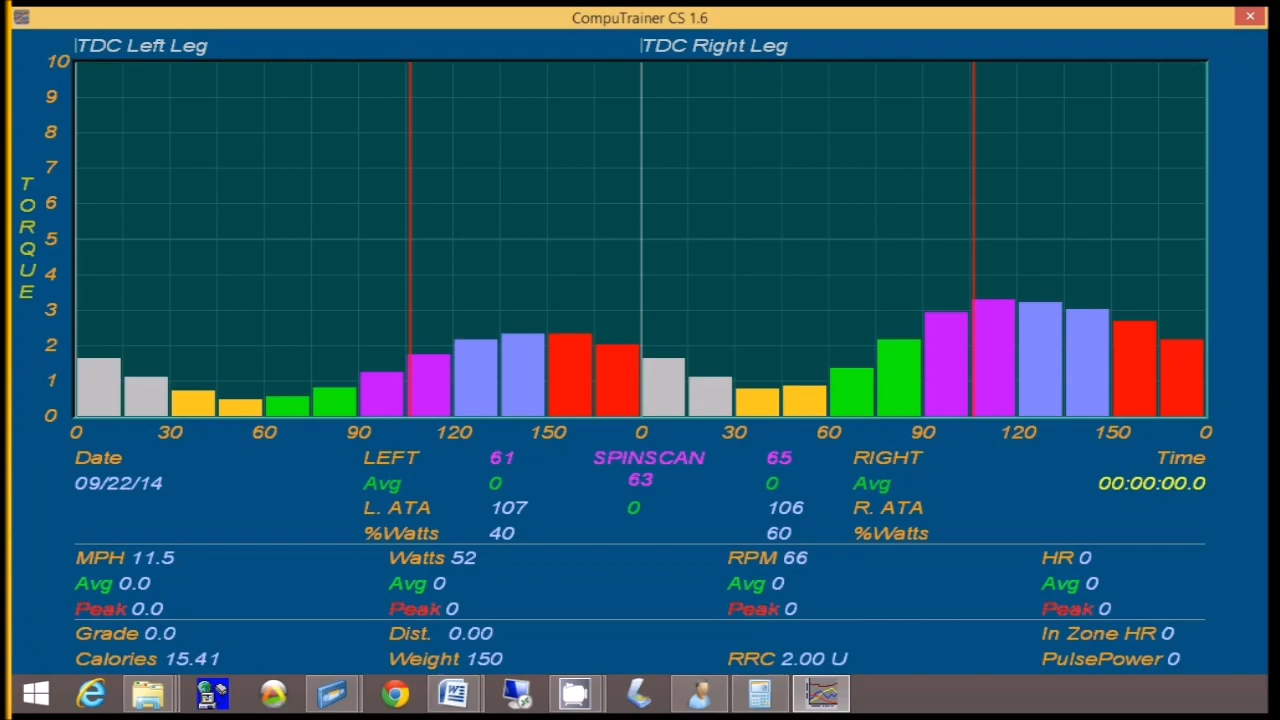 CompuTrainer CS 1.6
TDC Left Leg
TDC Right Leg
10
9
8
7
6
5
4
3
2
1
0
TORQUE
0 30 60 90 120 150 0 30 60 90 120 150 0
Date LEFT 61 SPINSCAN 65 RIGHT Time
09/22/14 Avg 0 63 0 Avg 00:00:00.0
L. ATA 107 0 106 R. ATA
%Watts 40 60 %Watts
MPH 11.5 Watts 52 RPM 66 HR 0
Avg 0.0 Avg 0 Avg 0 Avg 0
Peak 0.0 Peak 0 Peak 0 Peak 0
Grade 0.0 Dist. 0.00 In Zone HR 0
Calories 15.41 Weight 150 RRC 2.00 U PulsePower 0